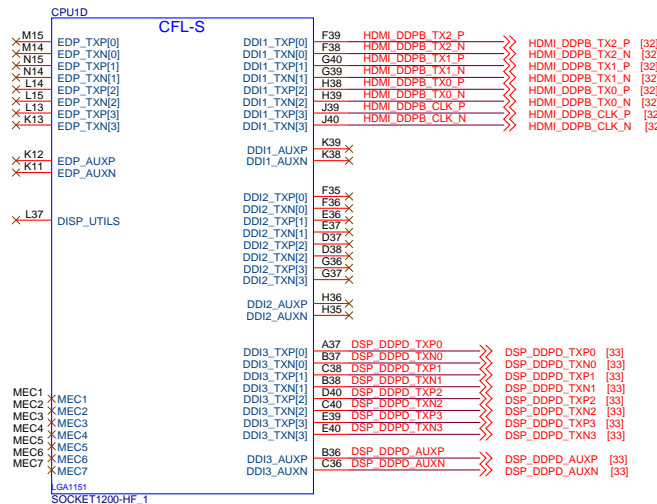 CPU1D
CFL-S
M15 EDP_TXP[0] DDI1_TXP[0] F39 HDMI_DDPB_TX2_P HDMI_DDPB_TX2_P [32]
M14 EDP_TXN[0] DDI1_TXN[0] F38 HDMI_DDPB_TX2_N HDMI_DDPB_TX2_N [32
N15 EDP_TXP[1] DDI1_TXP[1] G40 HDMI_DDPB_TX1_P HDMI_DDPB_TX1_P [32]
N14 EDP_TXN[1] DDI1_TXN[1] G39 HDMI_DDPB_TX1_N HDMI_DDPB_TX1_N [32
L14 EDP_TXP[2] DDI1_TXP[2] H38 HDMI_DDPB_TX0_P HDMI_DDPB_TX0_P [32]
L15 EDP_TXN[2] DDI1_TXN[2] H39 HDMI_DDPB_TX0_N HDMI_DDPB_TX0_N [32
L13 EDP_TXP[3] DDI1_TXP[3] J39 HDMI_DDPB_CLK_P HDMI_DDPB_CLK_P [32
K13 EDP_TXN[3] DDI1_TXN[3] J40 HDMI_DDPB_CLK_N HDMI_DDPB_CLK_N [32
K12 EDP_AUXP DDI1_AUXP K39
K11 EDP_AUXN DDI1_AUXN K38
DDI2_TXP[0] F35
DDI2_TXN[0] F36
L37 DISP_UTILS DDI2_TXP[1] E36
DDI2_TXN[1] E37
DDI2_TXP[2] D37
DDI2_TXN[2] D38
DDI2_TXP[3] G36
DDI2_TXN[3] G37
DDI2_AUXP H36
DDI2_AUXN H35
DDI3_TXP[0] A37 DSP_DDPD_TXP0 DSP_DDPD_TXP0 [33]
DDI3_TXN[0] B37 DSP_DDPD_TXN0 DSP_DDPD_TXN0 [33]
DDI3_TXP[1] C38 DSP_DDPD_TXP1 DSP_DDPD_TXP1 [33]
DDI3_TXN[1] B38 DSP_DDPD_TXN1 DSP_DDPD_TXN1 [33]
MEC1 MEC1 DDI3_TXP[2] D40 DSP_DDPD_TXP2 DSP_DDPD_TXP2 [33]
MEC2 MEC2 DDI3_TXN[2] C40 DSP_DDPD_TXN2 DSP_DDPD_TXN2 [33]
MEC3 MEC3 DDI3_TXP[3] E39 DSP_DDPD_TXP3 DSP_DDPD_TXP3 [33]
MEC4 MEC4 DDI3_TXN[3] E40 DSP_DDPD_TXN3 DSP_DDPD_TXN3 [33]
MEC5 MEC5
MEC6 MEC6 DDI3_AUXP B36 DSP_DDPD_AUXP DSP_DDPD_AUXP [33]
MEC7 MEC7 DDI3_AUXN C36 DSP_DDPD_AUXN DSP_DDPD_AUXN [33]
LGA1151
SOCKET1200-HF_1